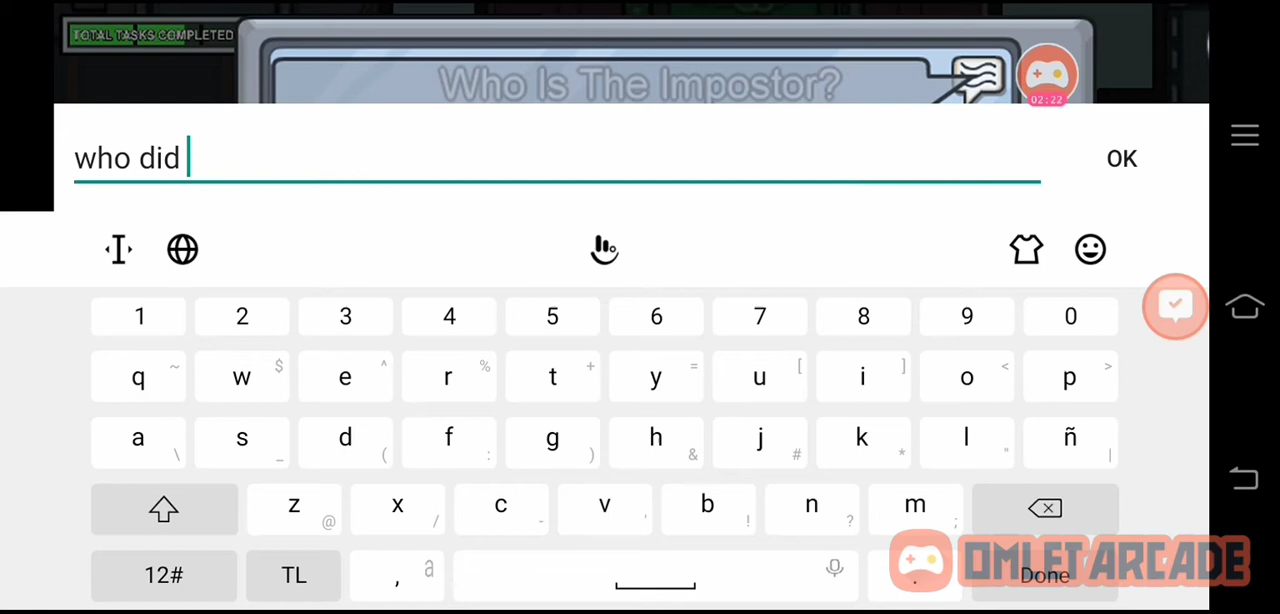 TOTAL TASKS COMPLETED
Who Is The Impostor?
02:22
who did
OK
1 2 3 4 5 6 7 8 9 0
q ~ w $ e ^ r % t + y = u [ i ] o < p >
a \ s _ d ( f : g ) h & j # k * l " ñ |
z @ x / c - v ' b ! n ? m ;
12# TL , a . Done
OMLET ARCADE